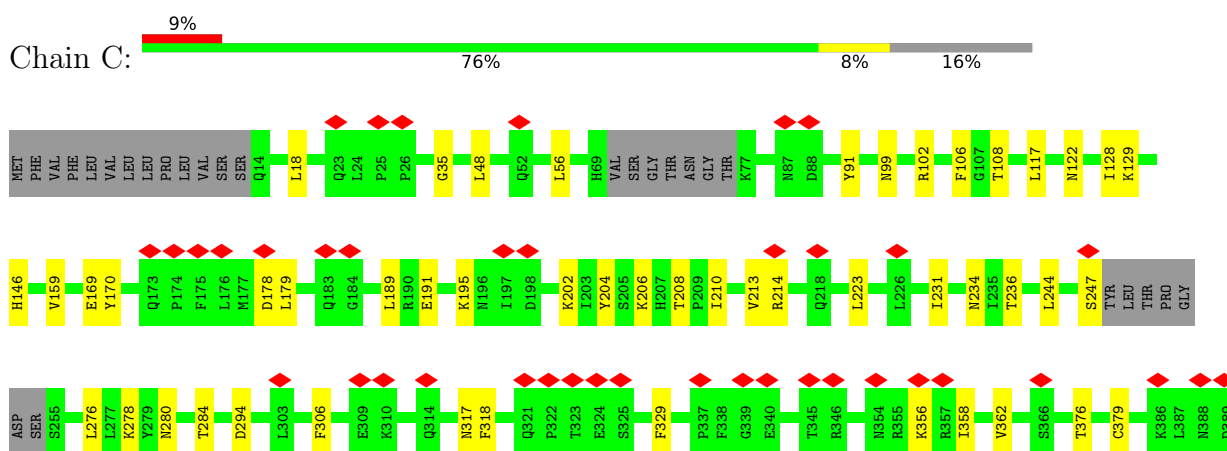 9%
Chain C:
76% 8% 16%
MET PHE VAL PHE LEU VAL LEU LEU PRO LEU VAL SER SER Q14 L18 Q23 L24 P25 P26 G35 L48 Q52 L56 H69 VAL SER GLY THR ASN GLY THR K77 N87 D88 Y91 N99 R102 F106 G107 T108 L117 N122 I128 K129
H146 V159 E169 Y170 Q173 P174 F175 L176 M177 D178 L179 Q183 G184 L189 R190 E191 K195 N196 I197 D198 K202 I203 Y204 S205 K206 H207 T208 P209 I210 V213 R214 Q218 L223 L226 I231 N234 I235 T236 L244 S247 TYR LEU THR PRO GLY
ASP SER S255 L276 L277 K278 Y279 N280 T284 D294 L303 F306 E309 K310 Q314 N317 F318 Q321 P322 T323 E324 S325 F329 P337 F338 G339 E340 T345 R346 N354 R355 K356 R357 I358 V362 S366 T376 C379 K386 L387 N388